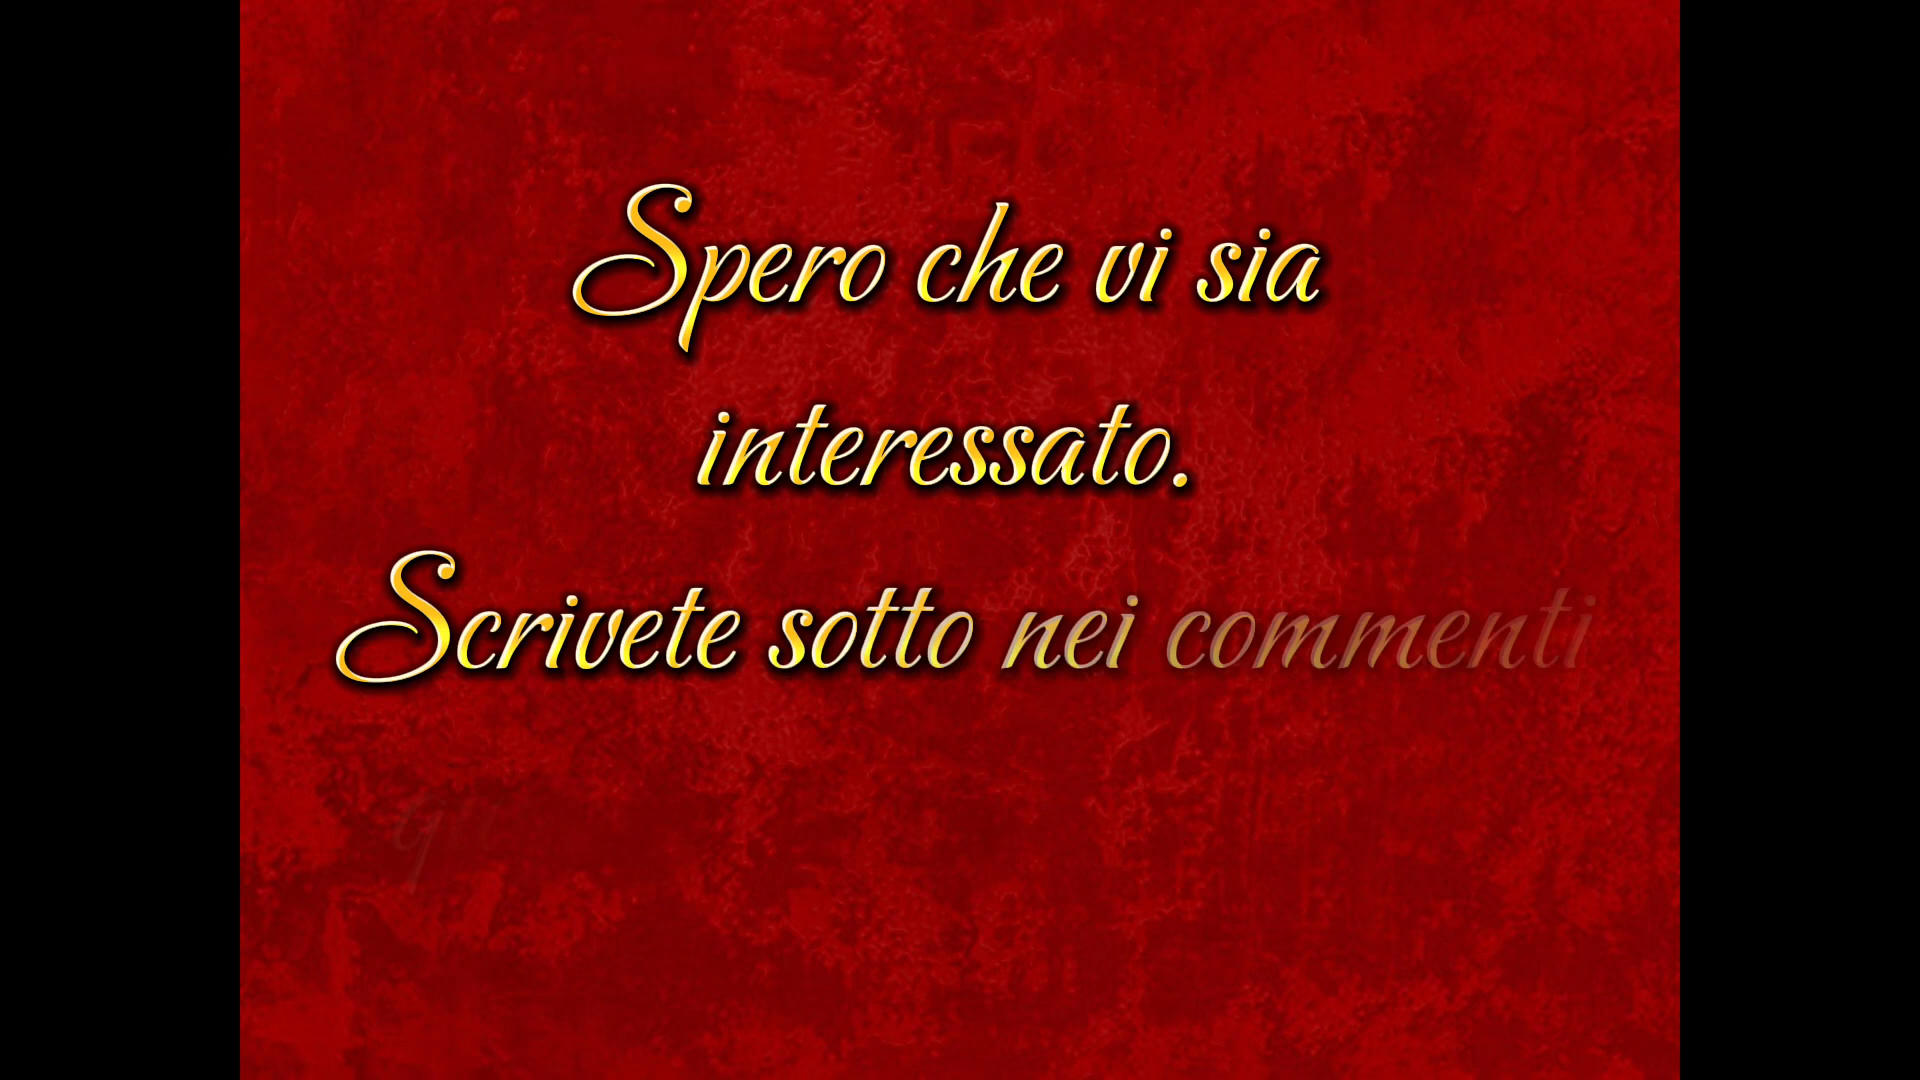 Spero che vi sia
interessato.
Scrivete sotto nei commenti